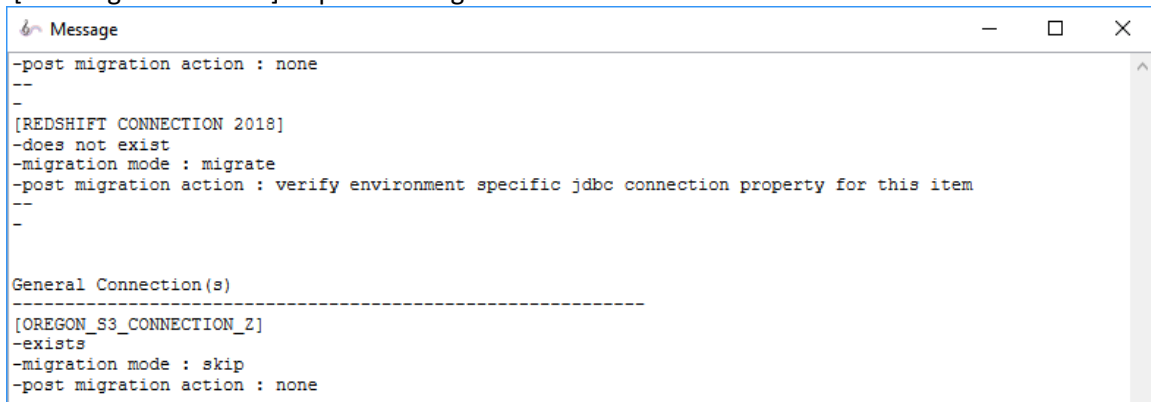 Message
-post migration action : none
--
-
[REDSHIFT CONNECTION 2018]
-does not exist
-migration mode : migrate
-post migration action : verify environment specific jdbc connection property for this item
--
-
General Connection(s)
------------------------------------------------------------
[OREGON_S3_CONNECTION_Z]
-exists
-migration mode : skip
-post migration action : none